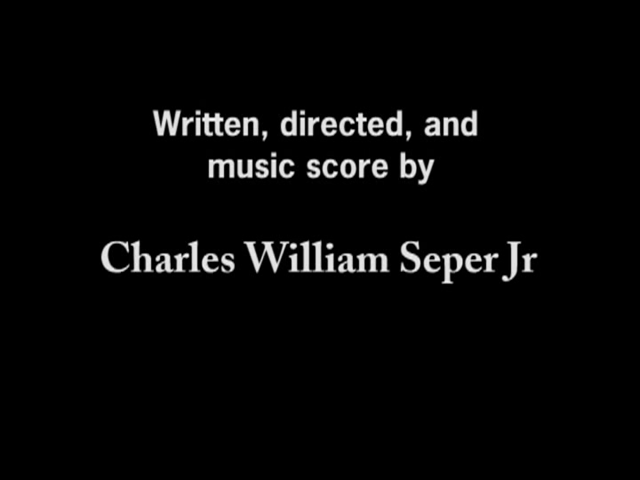 Written, directed, and
music score by
Charles William Seper Jr